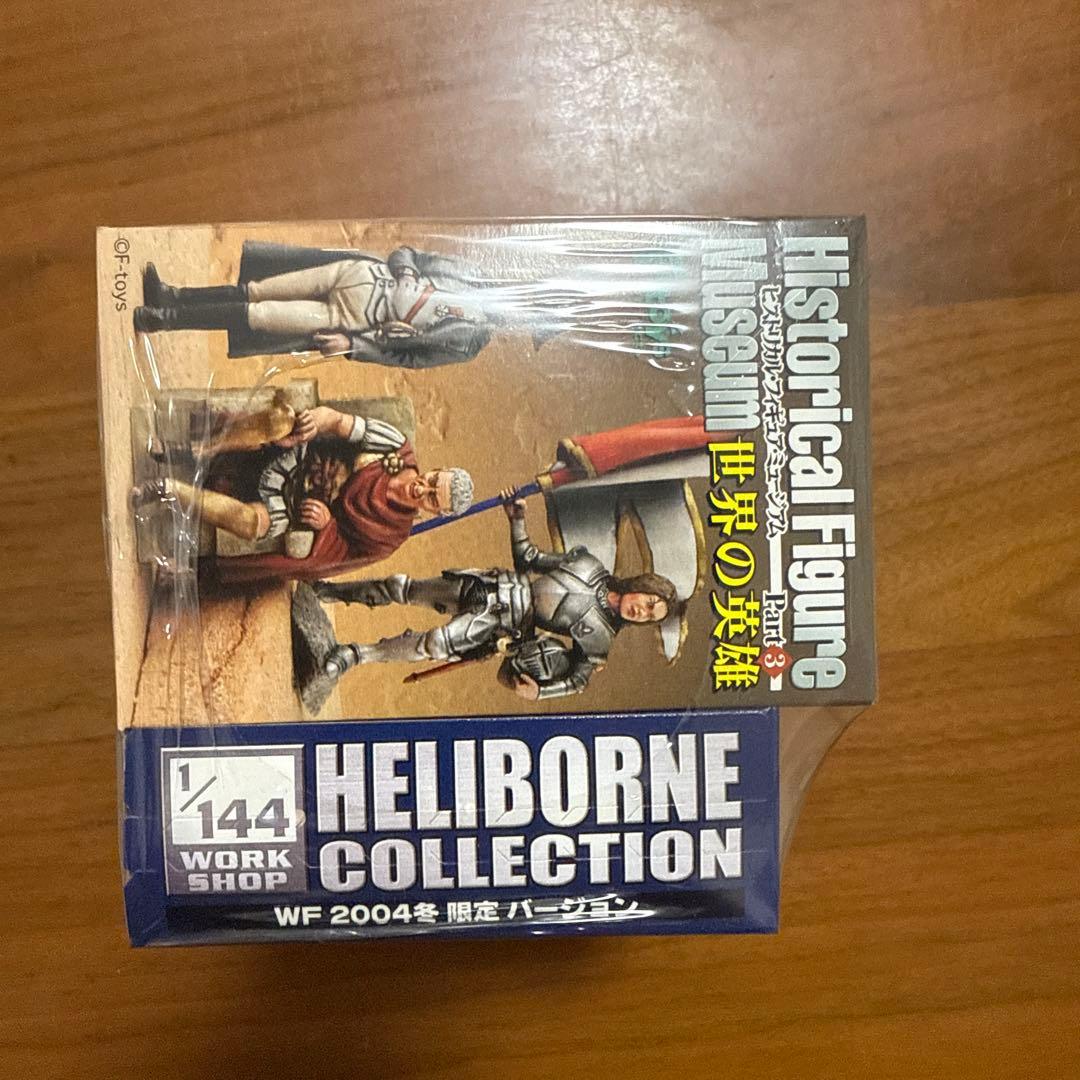 Historical Figure
ヒストリカル・フィギュアミュージアム Part 3
Museum 世界の英雄
©F-toys
1/144
WORK
SHOP
HELIBORNE
COLLECTION
WF 2004冬 限定 バージョン